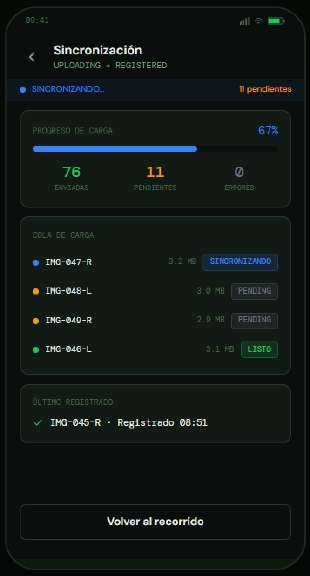 09:41
Sincronización
UPLOADING → REGISTERED
SINCRONIZANDO… 11 pendientes
PROGRESO DE CARGA 67%
76 11 0
ENVIADAS PENDIENTES ERRORES
COLA DE CARGA
IMG-047-R 3.2 MB SINCRONIZANDO
IMG-048-L 3.0 MB PENDING
IMG-049-R 2.9 MB PENDING
IMG-046-L 3.1 MB LISTO
ÚLTIMO REGISTRADO
✓ IMG-045-R · Registrado 08:51
Volver al recorrido